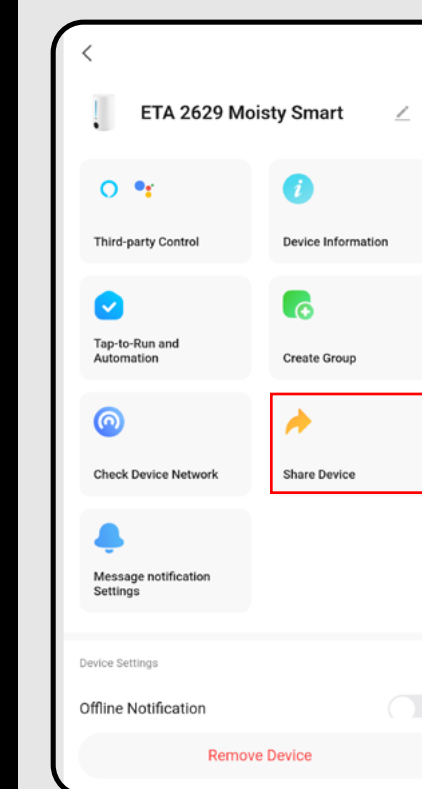 ETA 2629 Moisty Smart
Third-party Control
Device Information
Tap-to-Run and
Automation
Create Group
Check Device Network
Share Device
Message notification
Settings
Device Settings
Offline Notification
Remove Device